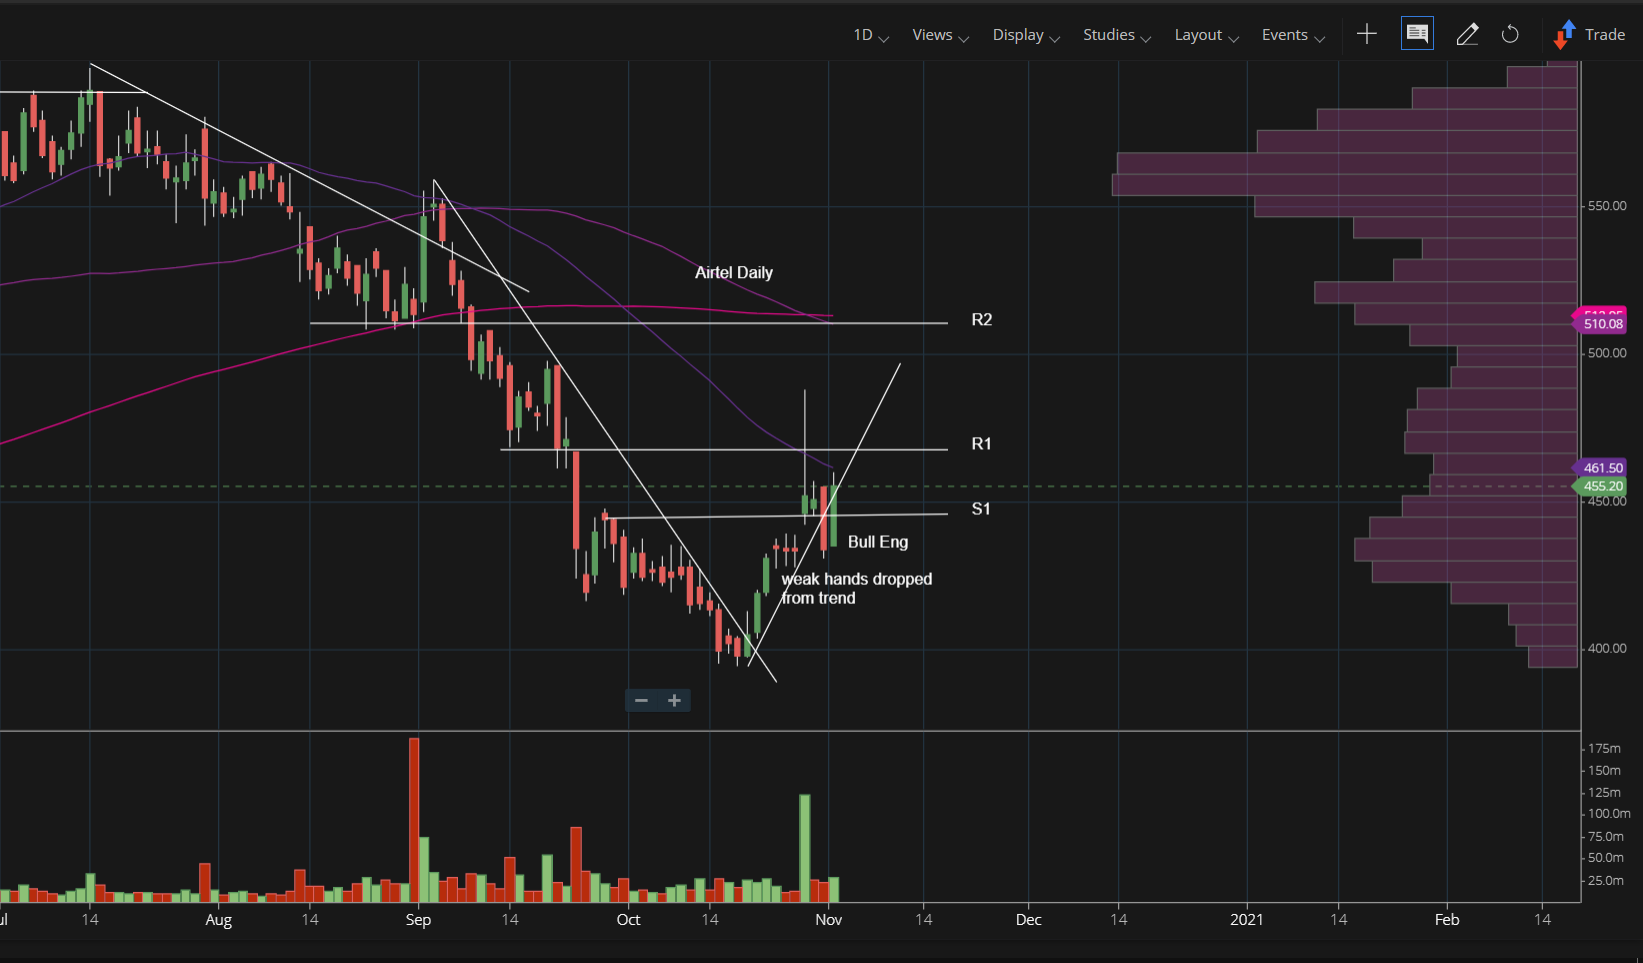 1D Views Display Studies Layout Events Trade
550.00
Airtel Daily
R2
510.08
500.00
R1
461.50
455.20
450.00
S1
Bull Eng
weak hands dropped
from trend
400.00
175m
150m
125m
100.0m
75.0m
50.0m
25.0m
14 Aug 14 Sep 14 Oct 14 Nov 14 Dec 14 2021 14 Feb 14